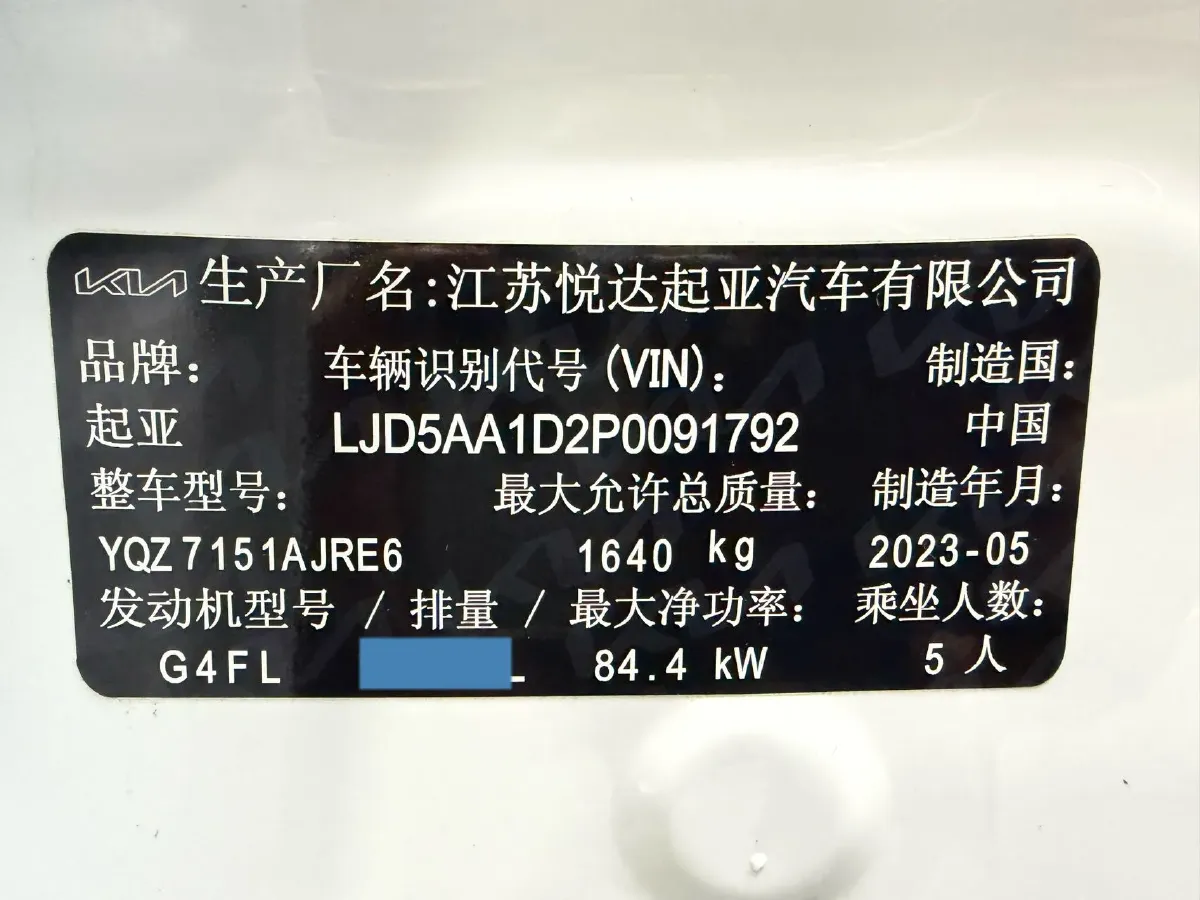 KIA 生产厂名:江苏悦达起亚汽车有限公司
品牌: 车辆识别代号(VIN): 制造国:
起亚 LJD5AA1D2P0091792 中国
整车型号: 最大允许总质量: 制造年月:
YQZ7151AJRE6 1640 kg 2023-05
发动机型号 / 排量 / 最大净功率: 乘坐人数:
G4FL L 84.4 kW 5 人